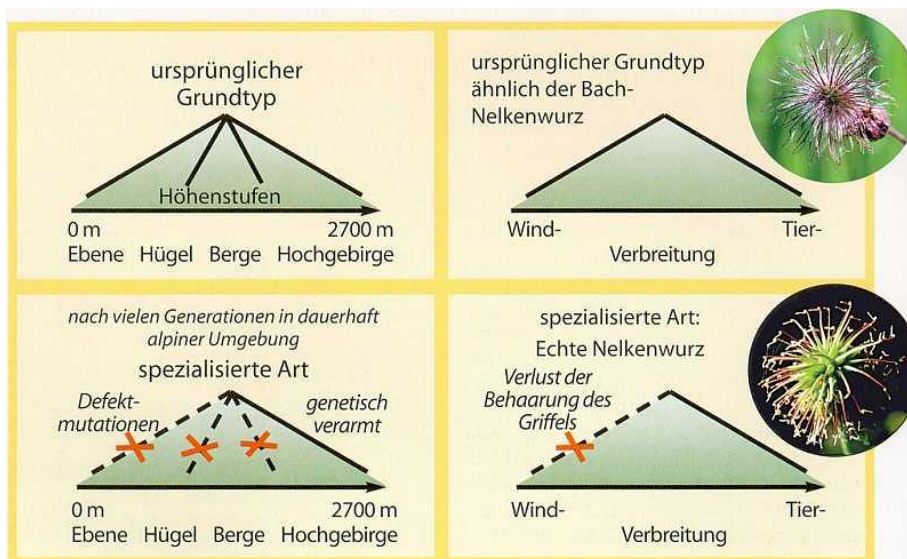 ursprünglicher
Grundtyp
Höhenstufen
0 m 2700 m
Ebene Hügel Berge Hochgebirge
ursprünglicher Grundtyp
ähnlich der Bach-
Nelkenwurz
Wind- Tier-
Verbreitung
nach vielen Generationen in dauerhaft
alpiner Umgebung
spezialisierte Art
Defekt-
mutationen
genetisch
verarmt
0 m 2700 m
Ebene Hügel Berge Hochgebirge
spezialisierte Art:
Echte Nelkenwurz
Verlust der
Behaarung des
Griffels
Wind- Tier-
Verbreitung